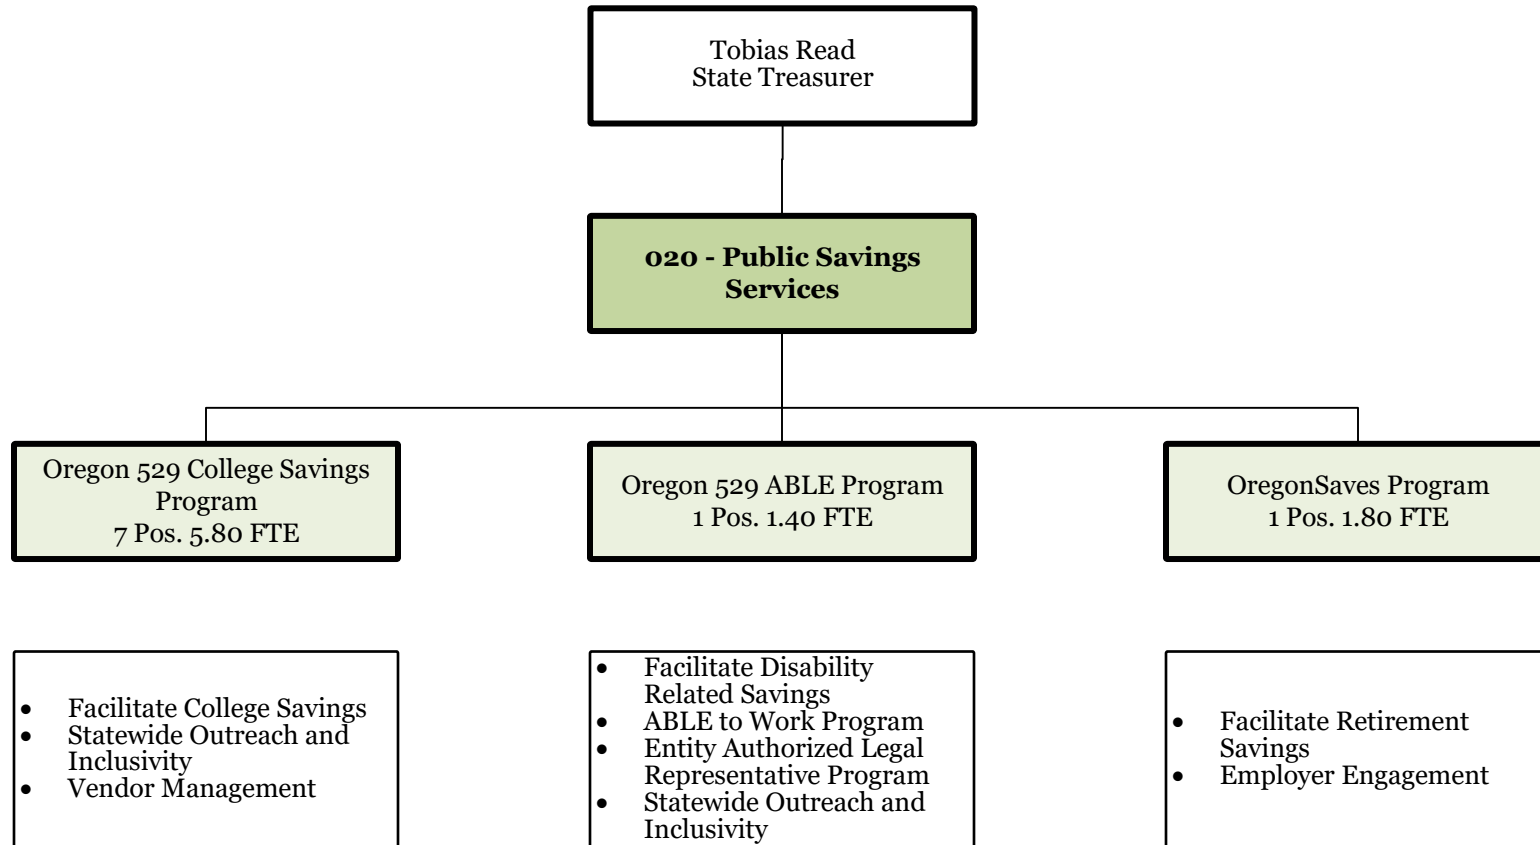 Tobias Read
State Treasurer
020 - Public Savings
Services
Oregon 529 College Savings
Program
7 Pos. 5.80 FTE
Oregon 529 ABLE Program
1 Pos. 1.40 FTE
OregonSaves Program
1 Pos. 1.80 FTE
• Facilitate College Savings
• Statewide Outreach and
Inclusivity
• Vendor Management
• Facilitate Disability
Related Savings
• ABLE to Work Program
• Entity Authorized Legal
Representative Program
• Statewide Outreach and
Inclusivity
• Facilitate Retirement
Savings
• Employer Engagement